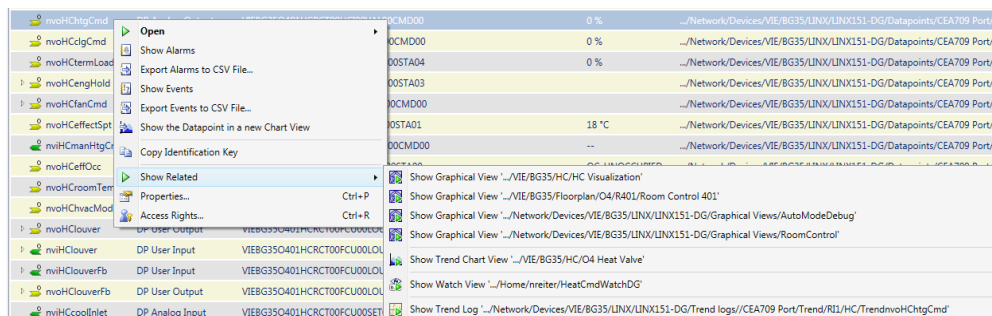 nvoHChtgCmd DP Analog Output 0CMD00 0 % .../Network/Devices/VIE/BG35/LINX/LINX151-DG/Datapoints/CEA709 Port/
Open
nvoHCclgCmd 0CMD00 0 % .../Network/Devices/VIE/BG35/LINX/LINX151-DG/Datapoints/CEA709 Port/
Show Alarms
nvoHCtermLoad 00STA04 0 % .../Network/Devices/VIE/BG35/LINX/LINX151-DG/Datapoints/CEA709 Port/
Export Alarms to CSV File...
nvoHCengHold 00STA03 .../Network/Devices/VIE/BG35/LINX/LINX151-DG/Datapoints/CEA709 Port/
Show Events
nvoHCfanCmd 00CMD00 .../Network/Devices/VIE/BG35/LINX/LINX151-DG/Datapoints/CEA709 Port/
Export Events to CSV File...
nvoHCeffectSpt 00STA01 18 °C .../Network/Devices/VIE/BG35/LINX/LINX151-DG/Datapoints/CEA709 Port/
Show the Datapoint in a new Chart View
nviHCmanHtgCr 00CMD00 -- .../Network/Devices/VIE/BG35/LINX/LINX151-DG/Datapoints/CEA709 Port/
Copy Identification Key
nvoHCeffOcc
Show Related
Show Graphical View '.../VIE/BG35/HC/HC Visualization'
nvoHCroomTem
Properties... Ctrl+P
Show Graphical View '.../VIE/BG35/Floorplan/O4/R401/Room Control 401'
nvoHChvacMod
Access Rights... Ctrl+R
Show Graphical View '.../Network/Devices/VIE/BG35/LINX/LINX151-DG/Graphical Views/AutoModeDebug'
nvoHClouver DP User Output VIEBG35O401HCRCT00FCU00LOU
Show Graphical View '.../Network/Devices/VIE/BG35/LINX/LINX151-DG/Graphical Views/RoomControl'
nviHClouver DP User Input VIEBG35O401HCRCT00FCU00LOU
Show Trend Chart View '.../VIE/BG35/HC/O4 Heat Valve'
nviHClouverFb DP User Input VIEBG35O401HCRCT00FCU00LOU
Show Watch View '.../Home/nreiter/HeatCmdWatchDG'
nvoHClouverFb DP User Output VIEBG35O401HCRCT00FCU00LOU
nviHCcoolInlet DP Analog Input VIEBG35O401HCRCT00FCU00SET
Show Trend Log '.../Network/Devices/VIE/BG35/LINX/LINX151-DG/Trend logs//CEA709 Port/Trend/RI1/HC/TrendnvoHChtgCmd'